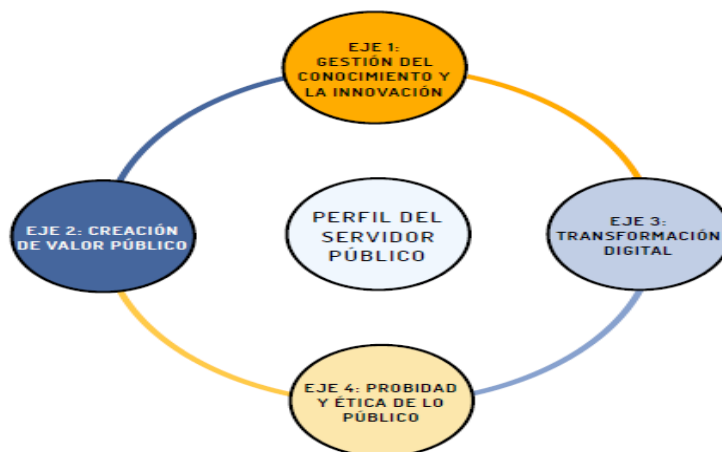 EJE 1:
GESTIÓN DEL
CONOCIMIENTO Y
LA INNOVACIÓN
EJE 2: CREACIÓN
DE VALOR PÚBLICO
PERFIL DEL
SERVIDOR
PÚBLICO
EJE 3:
TRANSFORMACIÓN
DIGITAL
EJE 4: PROBIDAD
Y ÉTICA DE LO
PÚBLICO